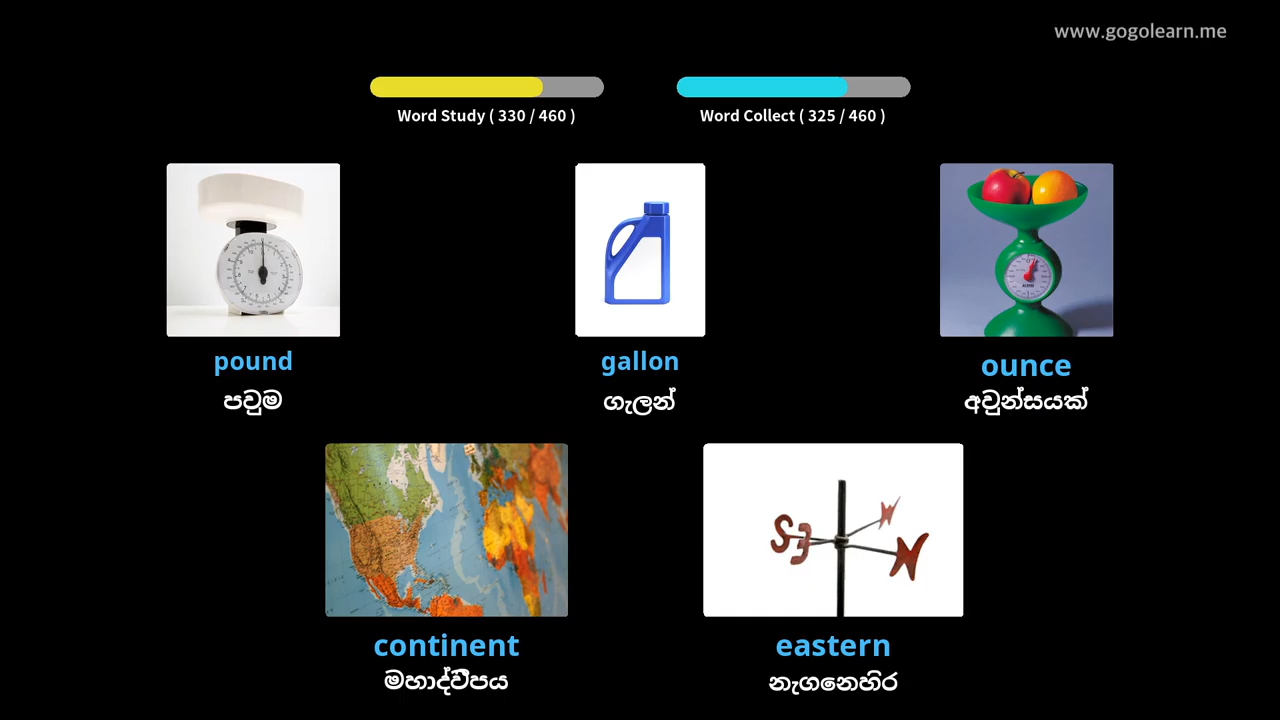 www.gogolearn.me
Word Study ( 330 / 460 )
Word Collect ( 325 / 460 )
pound
gallon
ounce
පවුම
ගැලන්
අවුන්සයක්
continent
eastern
මහාද්වීපය
නැගෙනහිර